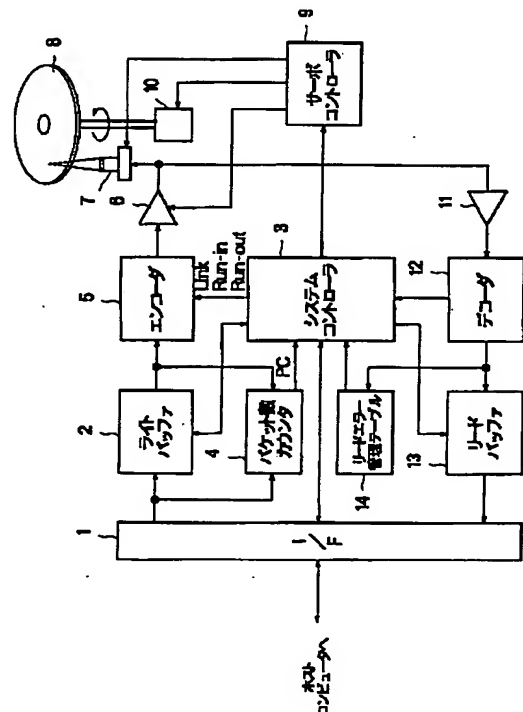 ホスト
コンピュータへ
1
I/F
2
ライト
バッファ
4
パケット数
カウンタ
PC
14
リードエラー
管理テーブル
13
リード
バッファ
5
エンコーダ
Link
Run-in
Run-out
3
システム
コントローラ
12
デコーダ
6
7
8
10
11
9
サーボ
コントローラ